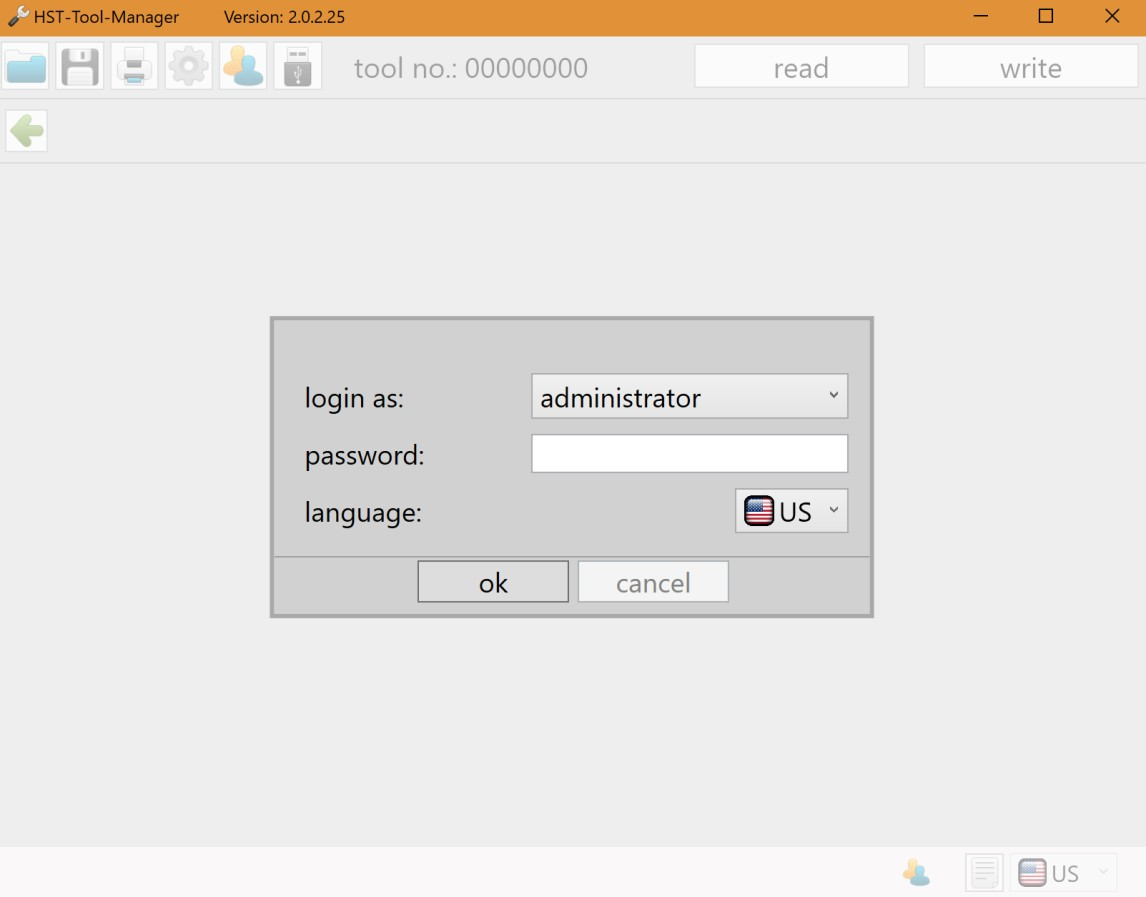 HST-Tool-Manager Version: 2.0.2.25
tool no.: 00000000 read write
login as: administrator
password:
language: US
ok cancel
US